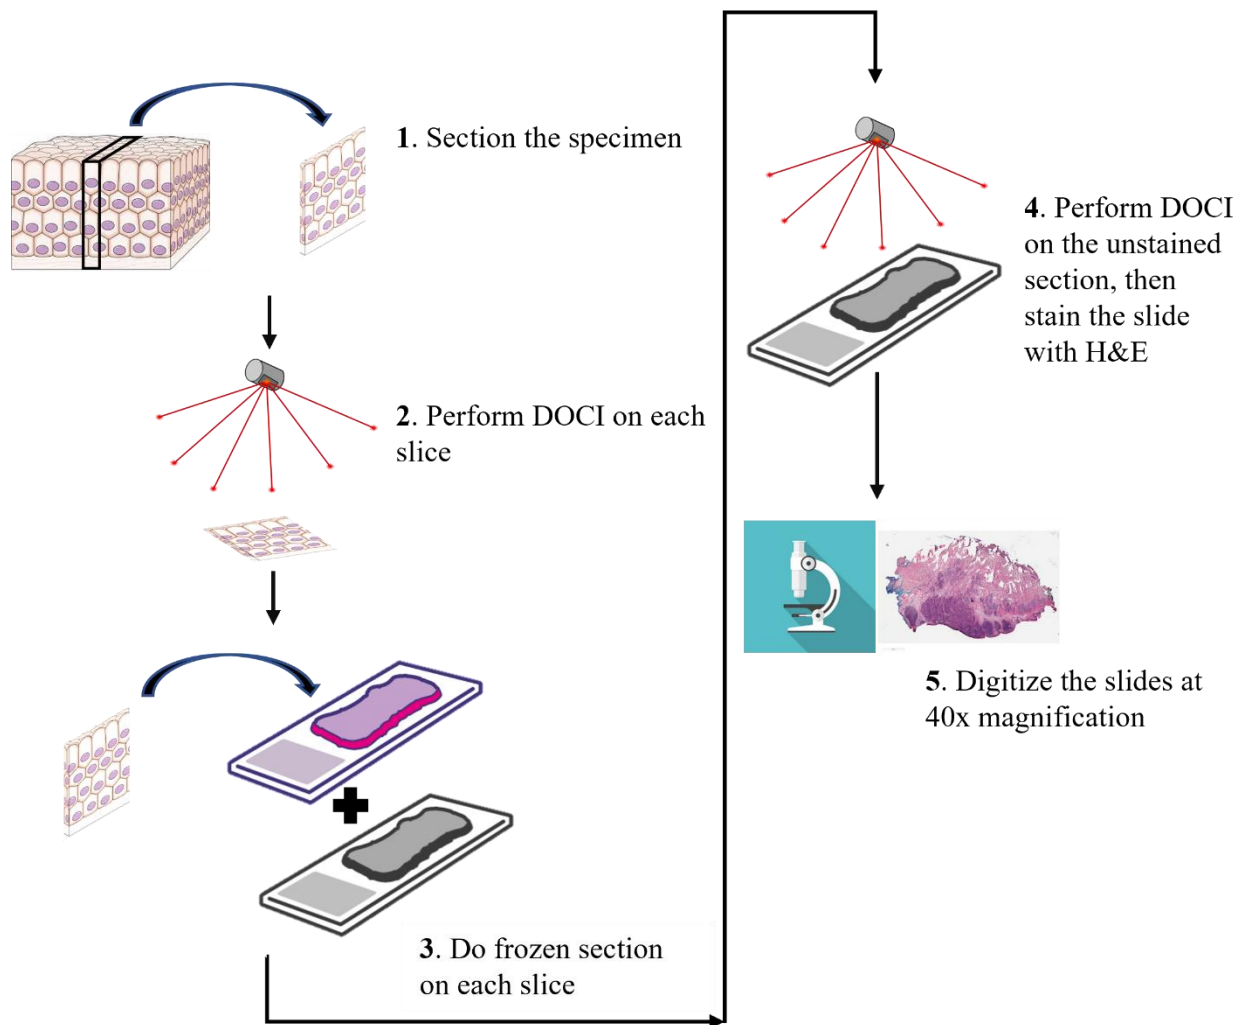 1. Section the specimen
2. Perform DOCI on each
slice
3. Do frozen section
on each slice
4. Perform DOCI
on the unstained
section, then
stain the slide
with H&E
5. Digitize the slides at
40x magnification